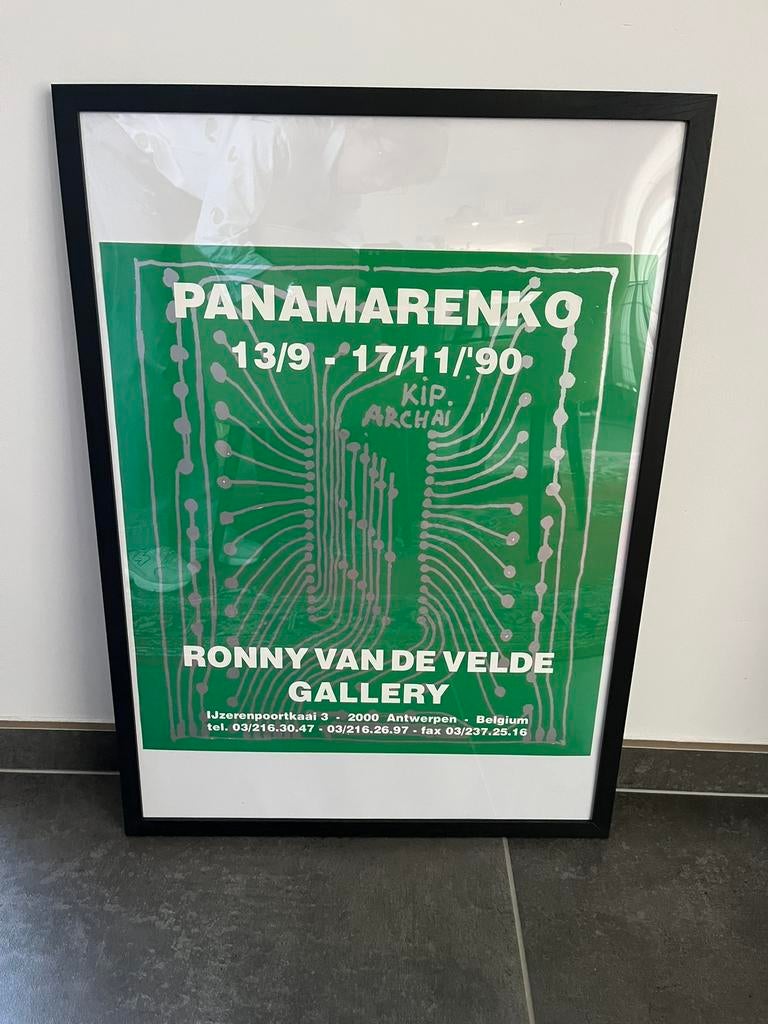 PANAMARENKO
13/9 - 17/11/'90
KIP.
ARCHAI
RONNY VAN DE VELDE
GALLERY
IJzerenpoortkaai 3 - 2000 Antwerpen - Belgium
tel. 03/216.30.47 - 03/216.26.97 - fax 03/237.25.16